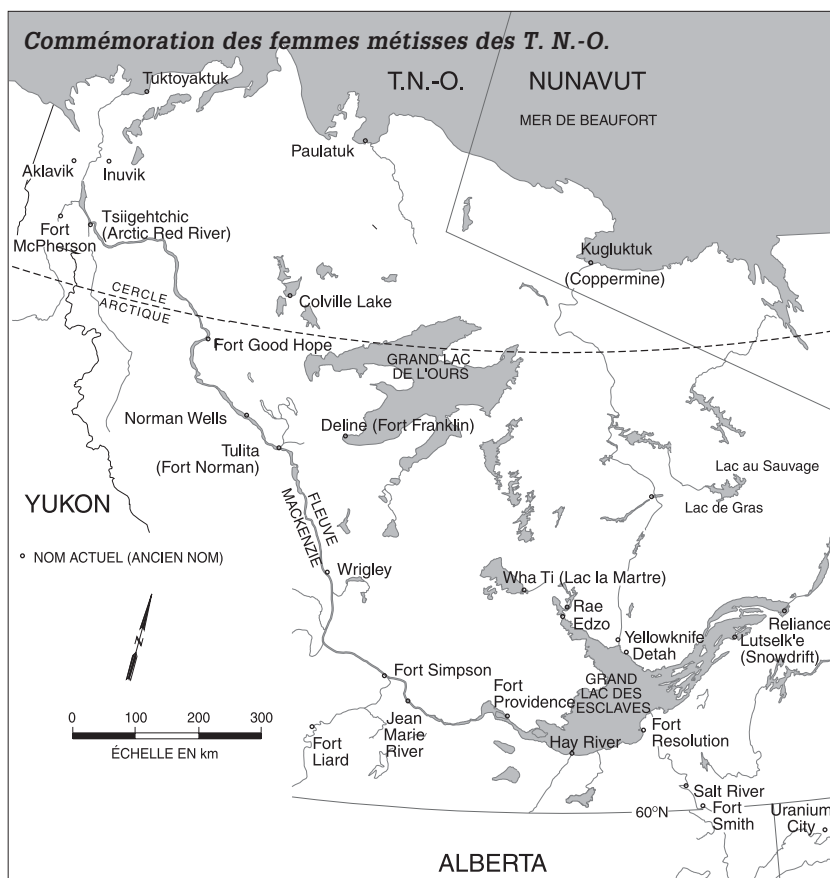 Commémoration des femmes métisses des T. N.-O.
Tuktoyaktuk
T.N.-O.
NUNAVUT
MER DE BEAUFORT
Paulatuk
Aklavik
Inuvik
Tsiigehtchic
(Arctic Red River)
Fort
McPherson
Kugluktuk
(Coppermine)
CERCLE
ARCTIQUE
Colville Lake
Fort Good Hope
GRAND LAC
DE L'OURS
Norman Wells
Deline (Fort Franklin)
Tulita
(Fort Norman)
Lac au Sauvage
Lac de Gras
YUKON
FLEUVE
MACKENZIE
NOM ACTUEL (ANCIEN NOM)
Wrigley
Wha Ti (Lac la Martre)
Rae
Edzo
Reliance
Yellowknife
Detah
Lutselk'e
(Snowdrift)
N
Fort Simpson
GRAND
LAC DES
ESCLAVES
Fort
Providence
0 100 200 300
ÉCHELLE EN km
Jean
Marie
River
Fort
Liard
Hay River
Fort
Resolution
Salt River
60°N
Fort
Smith
Uranium
City
ALBERTA